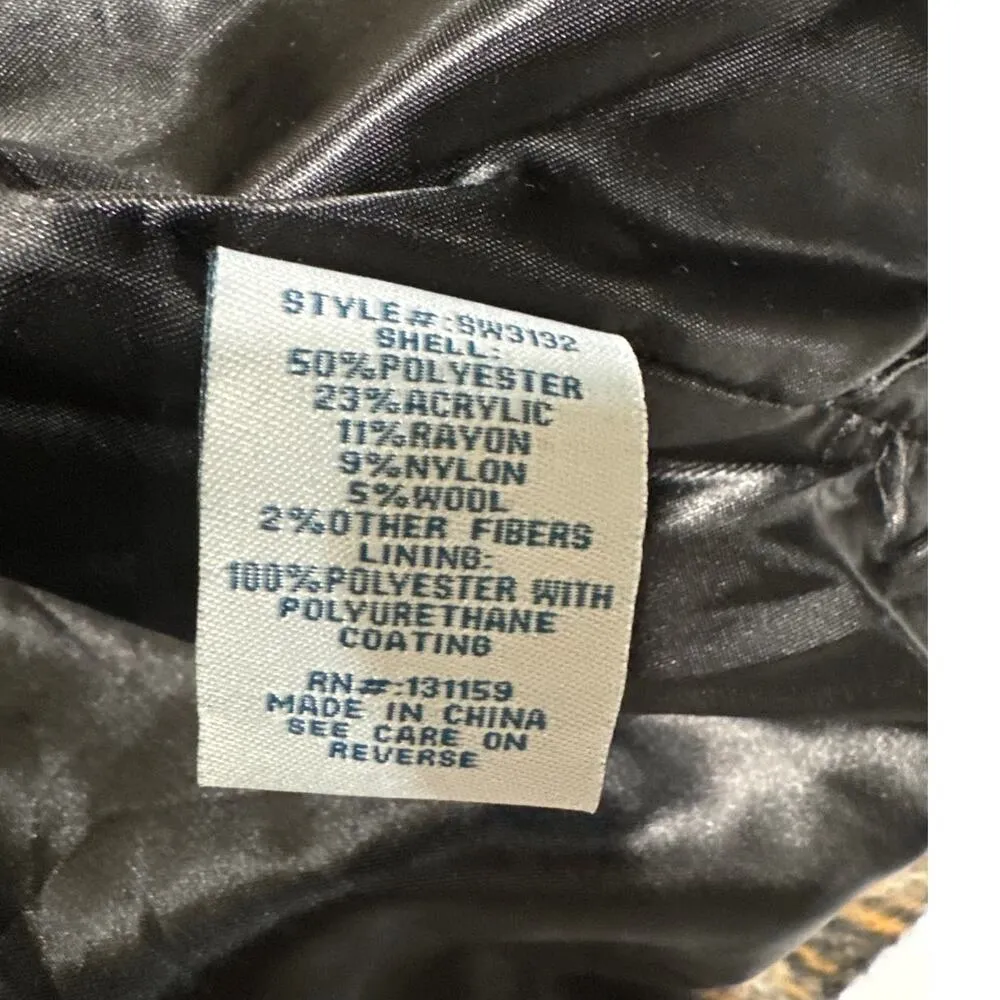 STYLE#:SW3132
SHELL:
50%POLYESTER
23%ACRYLIC
11%RAYON
9%NYLON
5%WOOL
2%OTHER FIBERS
LINING:
100%POLYESTER WITH
POLYURETHANE
COATING
RN#:131159
MADE IN CHINA
SEE CARE ON
REVERSE